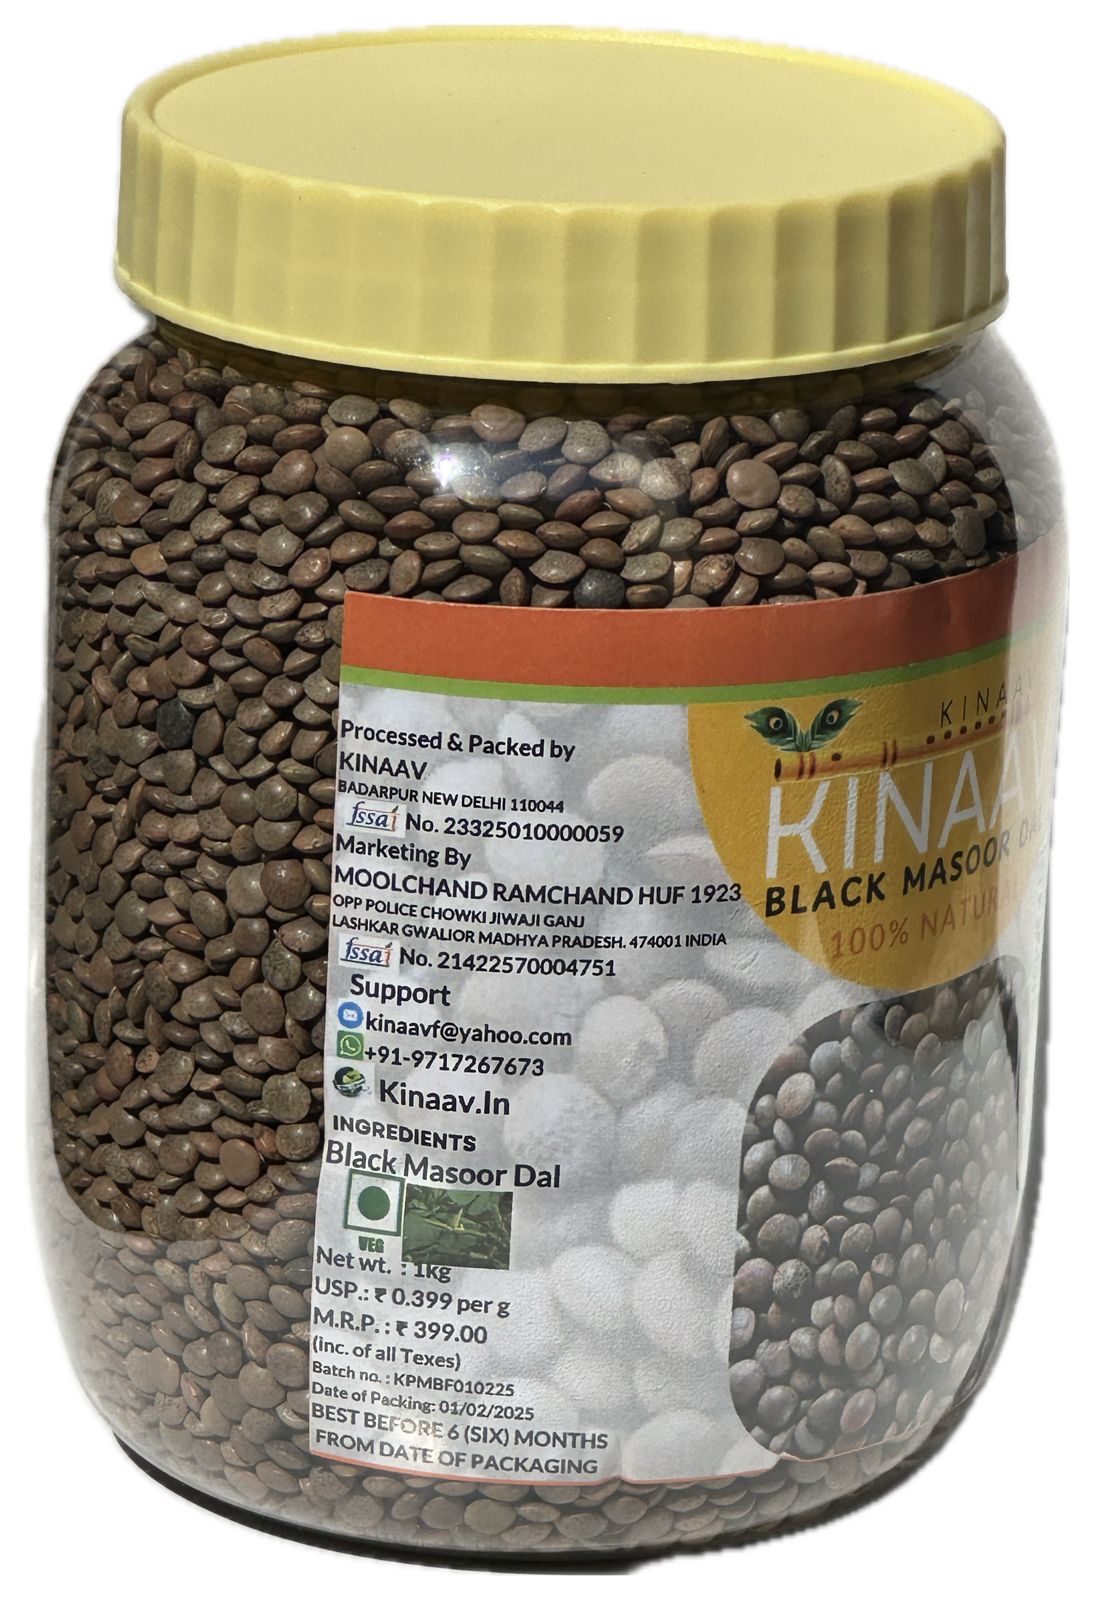 Processed & Packed by
KINAAV
BADARPUR NEW DELHI 110044
fssai No. 23325010000059
Marketing By
MOOLCHAND RAMCHAND HUF 1923
OPP POLICE CHOWKI JIWAJI GANJ
LASHKAR GWALIOR MADHYA PRADESH. 474001 INDIA
fssai No. 21422570004751
Support
kinaavf@yahoo.com
+91-9717267673
Kinaav.In
INGREDIENTS
Black Masoor Dal
VEG
Net wt. : 1kg
USP.: ₹ 0.399 per g
M.R.P. : ₹ 399.00
(inc. of all Texes)
Batch no. : KPMBF010225
Date of Packing: 01/02/2025
BEST BEFORE 6 (SIX) MONTHS
FROM DATE OF PACKAGING
KINAA
KINAA
BLACK MASOOR DA
100% NATUR